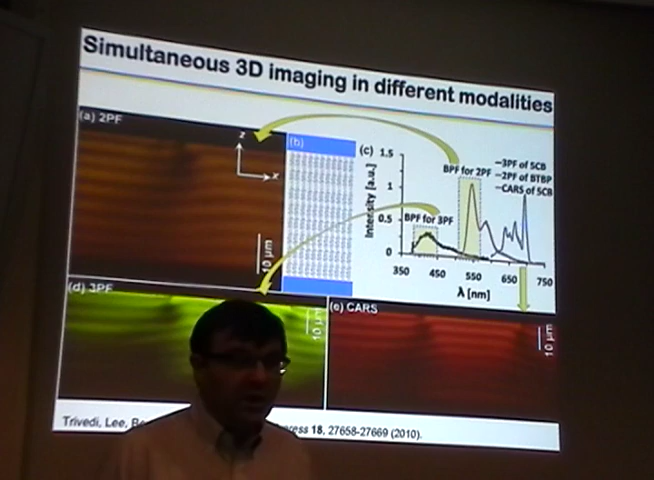 Simultaneous 3D imaging in different modalities
(a) 2PF
z
x
10 µm
(b)
(c)
1.5
1
0.5
0
Intensity [a.u.]
BPF for 2PF
BPF for 3PF
3PF of 5CB
2PF of BTBP
CARS of 5CB
350
450
550
650
750
λ [nm]
(d) 3PF
10 µm
(e) CARS
10 µm
Trivedi, Lee, 18, 27658-27669 (2010).